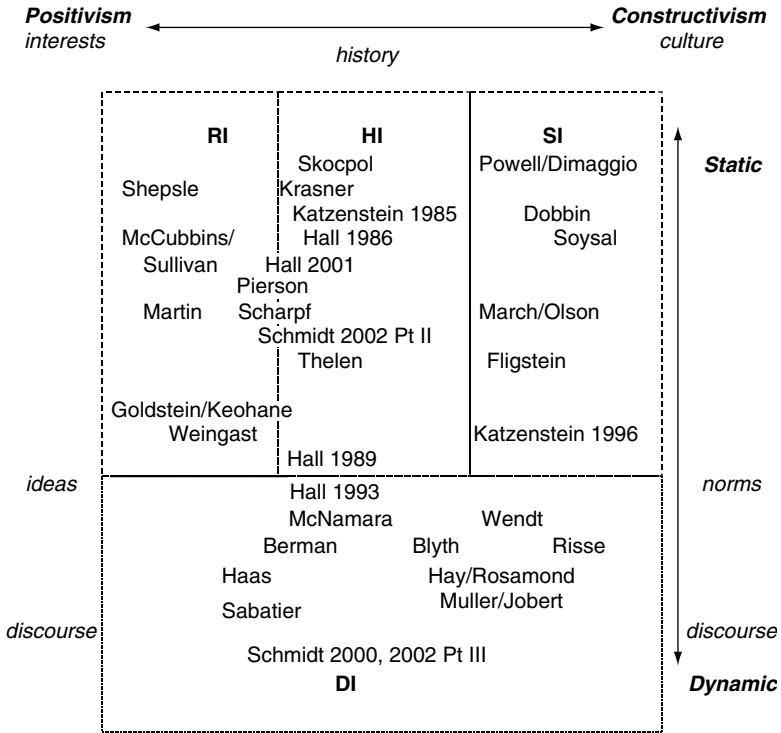 Positivism Constructivism
interests culture
history
RI HI SI
Skocpol Powell/Dimaggio Static
Shepsle Krasner
Katzenstein 1985 Dobbin
McCubbins/ Hall 1986 Soysal
Sullivan Hall 2001
Pierson
Martin Scharpf March/Olson
Schmidt 2002 Pt II
Thelen Fligstein
Goldstein/Keohane
Weingast Katzenstein 1996
Hall 1989
ideas Hall 1993 norms
McNamara Wendt
Berman Blyth Risse
Haas Hay/Rosamond
Muller/Jobert
Sabatier
discourse discourse
Schmidt 2000, 2002 Pt III
DI Dynamic